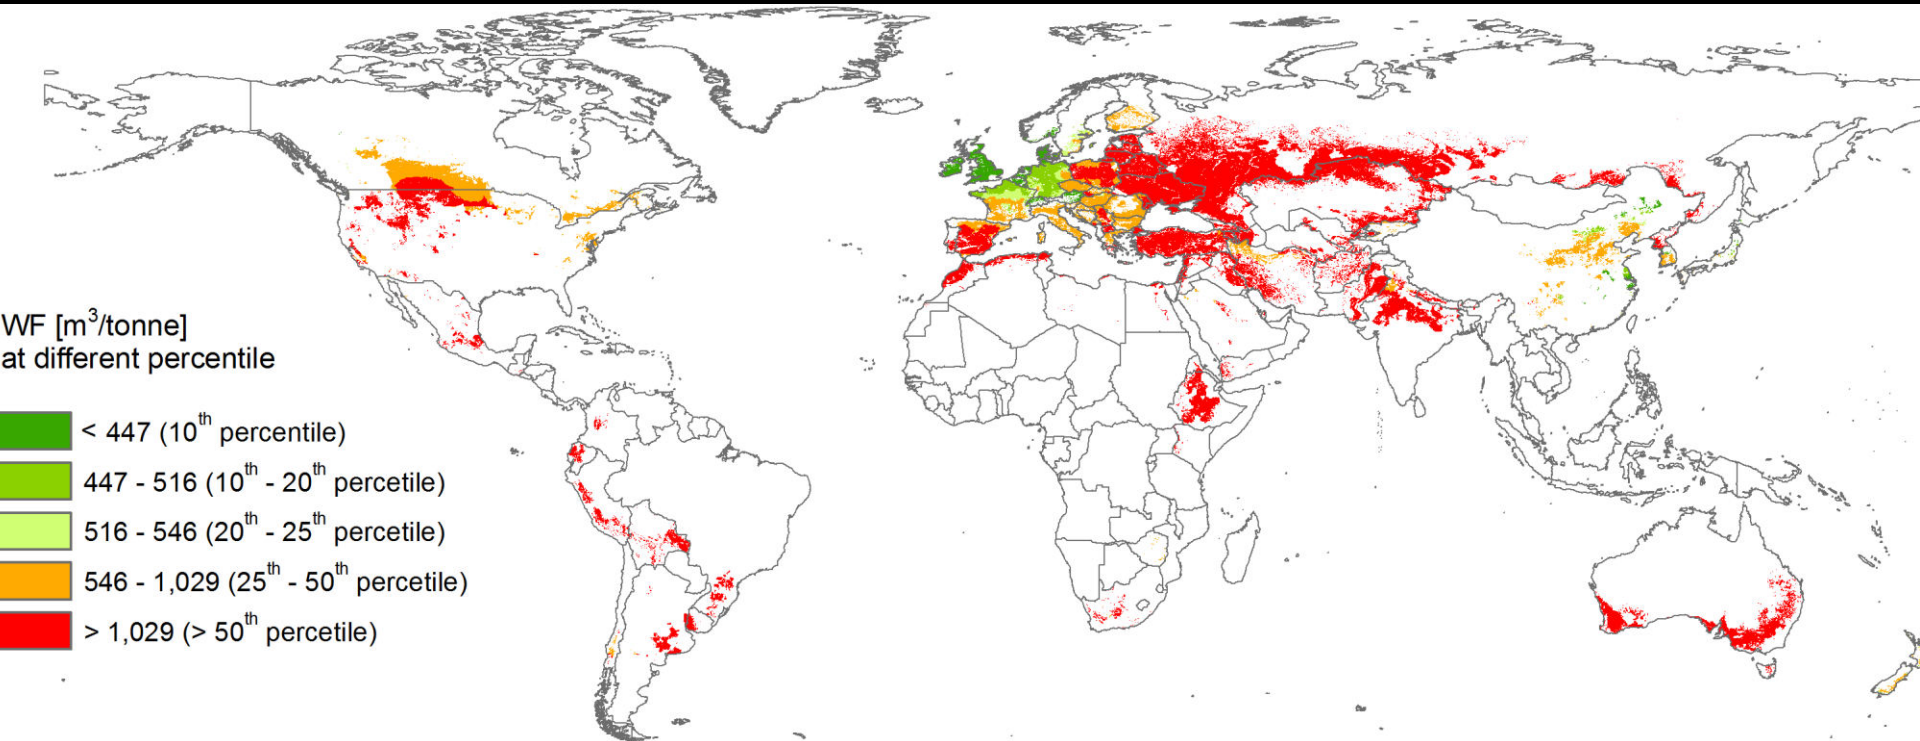 WF [m³/tonne]
at different percentile
< 447 (10th percentile)
447 - 516 (10th - 20th percetile)
516 - 546 (20th - 25th percetile)
546 - 1,029 (25th - 50th percetile)
> 1,029 (> 50th percetile)